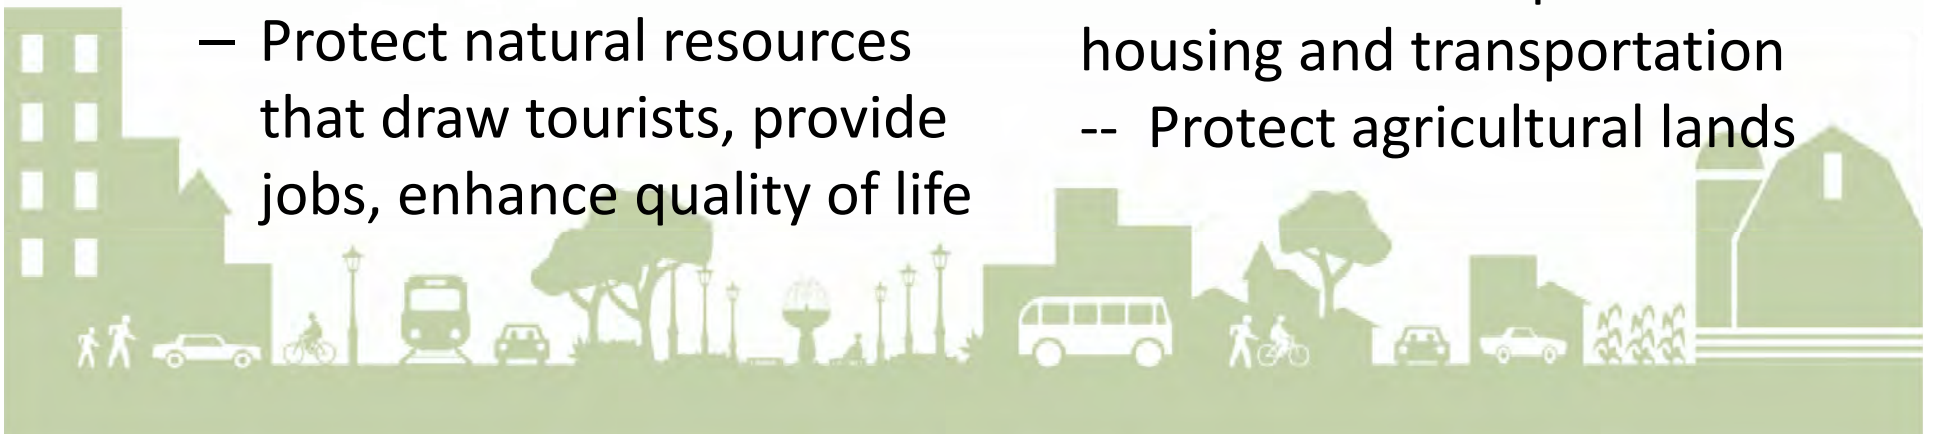 – Protect natural resources
that draw tourists, provide
jobs, enhance quality of life
housing and transportation
-- Protect agricultural lands